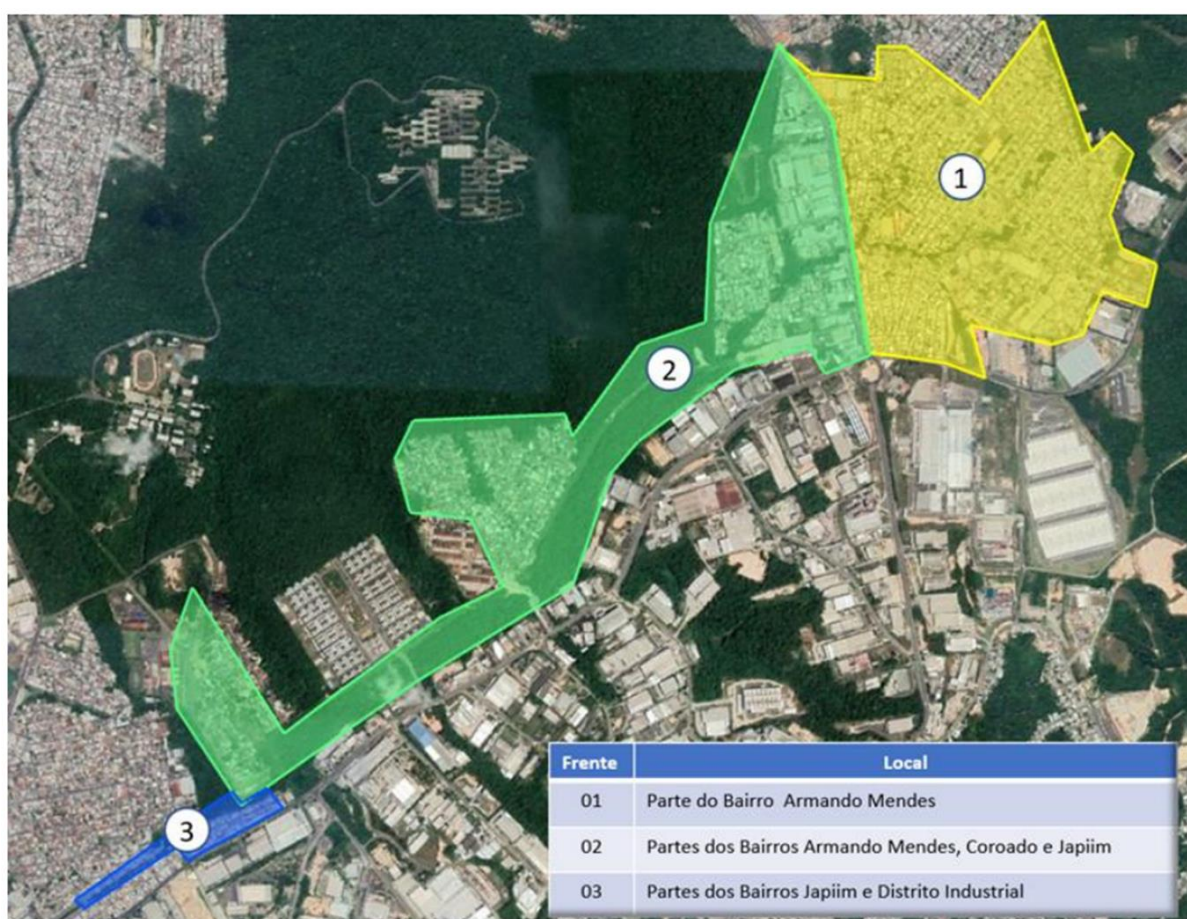 1
2
3
Frente Local
01 Parte do Bairro Armando Mendes
02 Partes dos Bairros Armando Mendes, Coroado e Japiim
03 Partes dos Bairros Japiim e Distrito Industrial